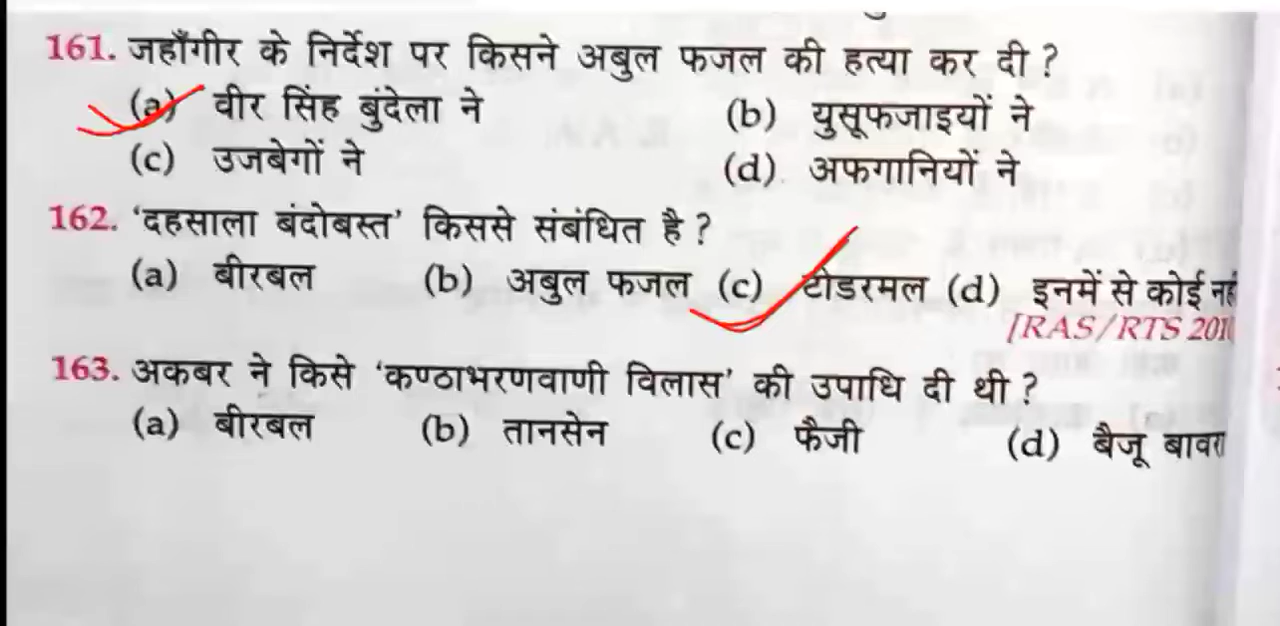 161. जहाँगीर के निर्देश पर किसने अबुल फजल की हत्या कर दी ?
(a) वीर सिंह बुंदेला ने (b) युसूफजाइयों ने
(c) उजबेगों ने (d) अफगानियों ने
162. ‘दहसाला बंदोबस्त’ किससे संबंधित है ?
(a) बीरबल (b) अबुल फजल (c) टोडरमल (d) इनमें से कोई
[RAS/RTS
163. अकबर ने किसे ‘कण्ठाभरणवाणी विलास’ की उपाधि दी थी ?
(a) बीरबल (b) तानसेन (c) फैजी (d) बैजू बावरा